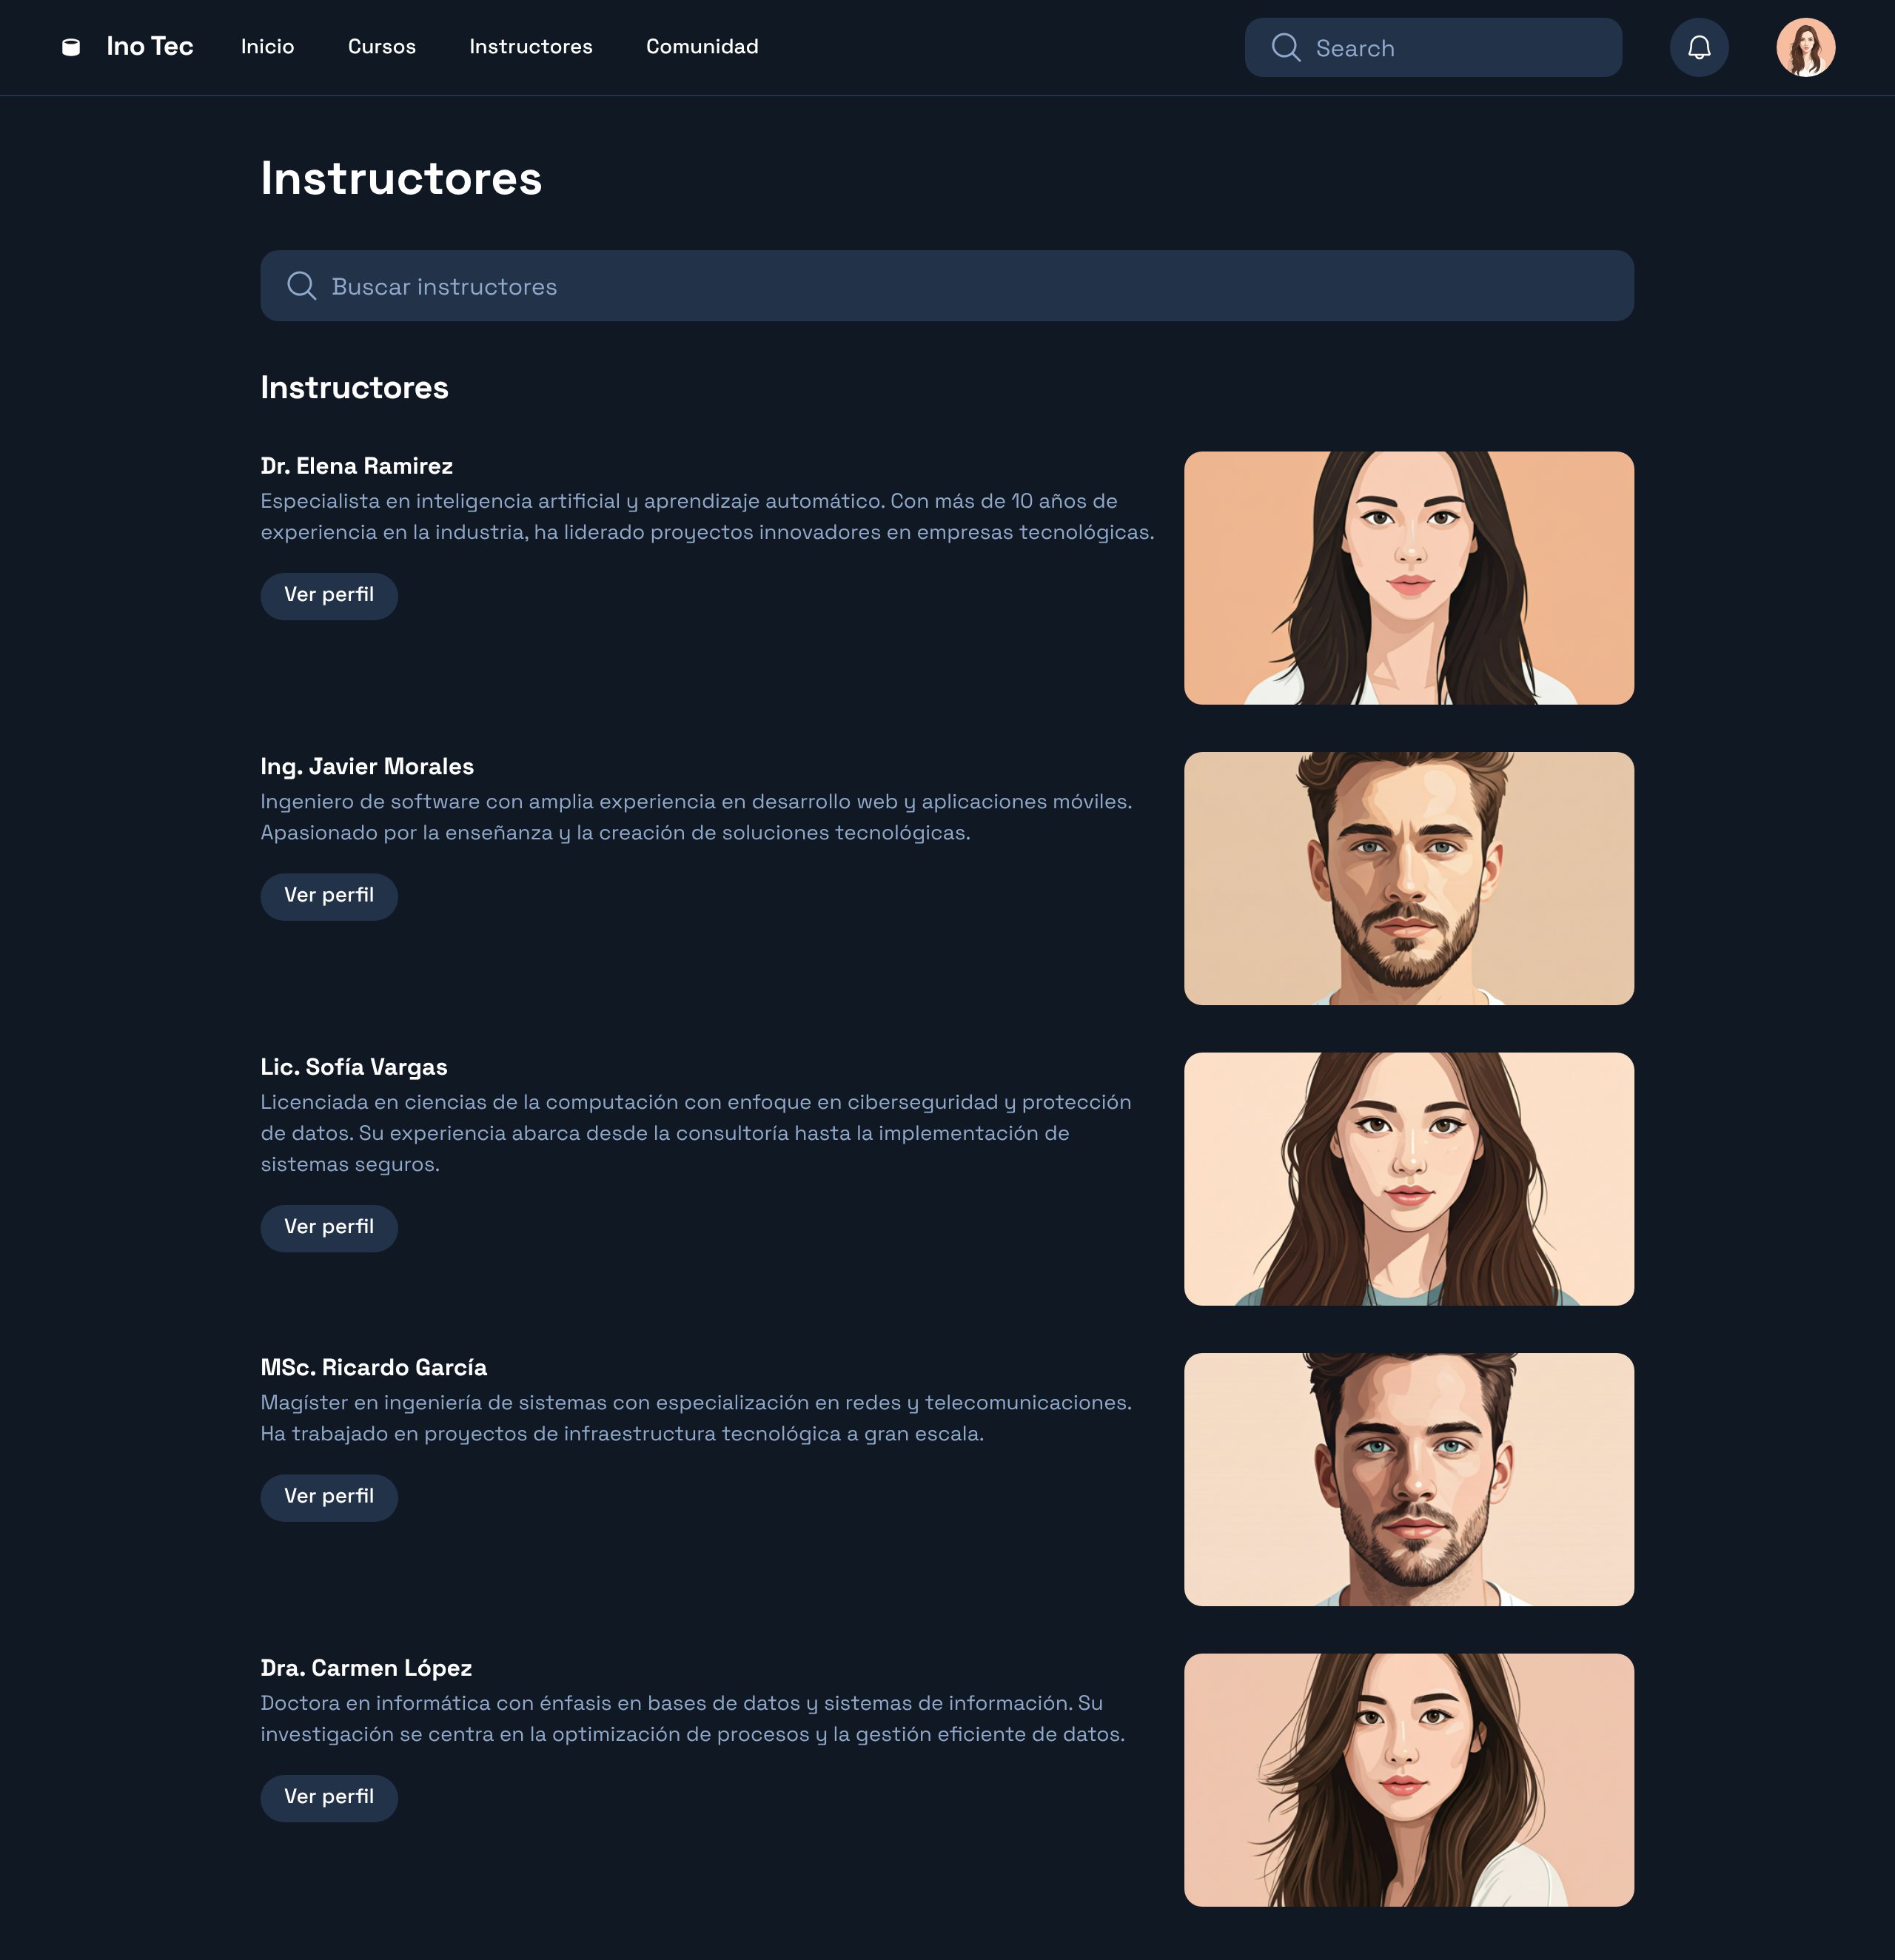 Ino Tec
Inicio
Cursos
Instructores
Comunidad
Search
Instructores
Buscar instructores
Instructores
Dr. Elena Ramirez
Especialista en inteligencia artificial y aprendizaje automático. Con más de 10 años de
experiencia en la industria, ha liderado proyectos innovadores en empresas tecnológicas.
Ver perfil
Ing. Javier Morales
Ingeniero de software con amplia experiencia en desarrollo web y aplicaciones móviles.
Apasionado por la enseñanza y la creación de soluciones tecnológicas.
Ver perfil
Lic. Sofía Vargas
Licenciada en ciencias de la computación con enfoque en ciberseguridad y protección
de datos. Su experiencia abarca desde la consultoría hasta la implementación de
sistemas seguros.
Ver perfil
MSc. Ricardo García
Magíster en ingeniería de sistemas con especialización en redes y telecomunicaciones.
Ha trabajado en proyectos de infraestructura tecnológica a gran escala.
Ver perfil
Dra. Carmen López
Doctora en informática con énfasis en bases de datos y sistemas de información. Su
investigación se centra en la optimización de procesos y la gestión eficiente de datos.
Ver perfil